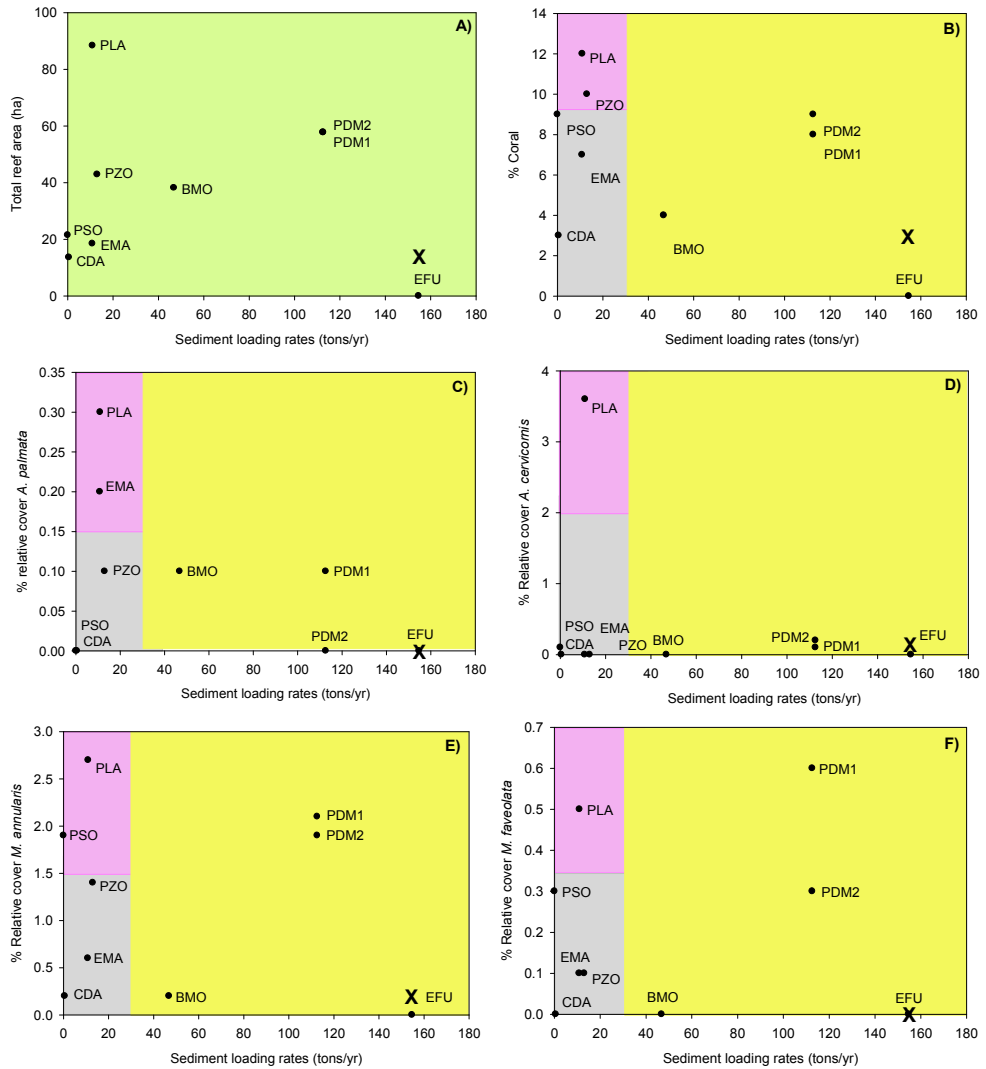 A)
Total reef area (ha)
100
80
60
40
20
0
PLA
PDM2
PDM1
PZO
BMO
PSO
EMA
CDA
X
EFU
0 20 40 60 80 100 120 140 160 180
Sediment loading rates (tons/yr)
B)
% Coral
14
12
10
8
6
4
2
0
PLA
PZO
PSO
PDM2
PDM1
EMA
CDA
BMO
X
EFU
0 20 40 60 80 100 120 140 160 180
Sediment loading rates (tons/yr)
C)
% relative cover A. palmata
0.35
0.30
0.25
0.20
0.15
0.10
0.05
0.00
PLA
EMA
PZO
BMO
PDM1
PSO
CDA
PDM2
EFU
X
0 20 40 60 80 100 120 140 160 180
Sediment loading rates (tons/yr)
D)
% Relative cover A. cervicornis
4
3
2
1
0
PLA
PSO
EMA
CDA
PZO
BMO
PDM2
PDM1
EFU
X
0 20 40 60 80 100 120 140 160 180
Sediment loading rates (tons/yr)
E)
% Relative cover M. annularis
3.0
2.5
2.0
1.5
1.0
0.5
0.0
PLA
PSO
PDM1
PDM2
PZO
EMA
CDA
BMO
X EFU
0 20 40 60 80 100 120 140 160 180
Sediment loading rates (tons/yr)
F)
% Relative cover M. faveolata
0.7
0.6
0.5
0.4
0.3
0.2
0.1
0.0
PDM1
PLA
PSO
PDM2
EMA
PZO
CDA
BMO
EFU
X
0 20 40 60 80 100 120 140 160 180
Sediment loading rates (tons/yr)